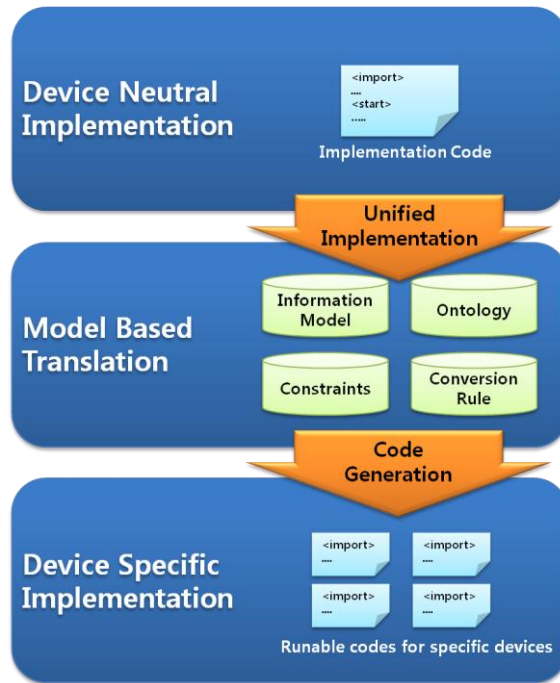 Device Neutral
Implementation
<import>
....
<start>
.....
Implementation Code
Unified
Implementation
Model Based
Translation
Information
Model
Ontology
Constraints
Conversion
Rule
Code
Generation
Device Specific
Implementation
<import>
....
<import>
....
<import>
....
<import>
....
Runable codes for specific devices